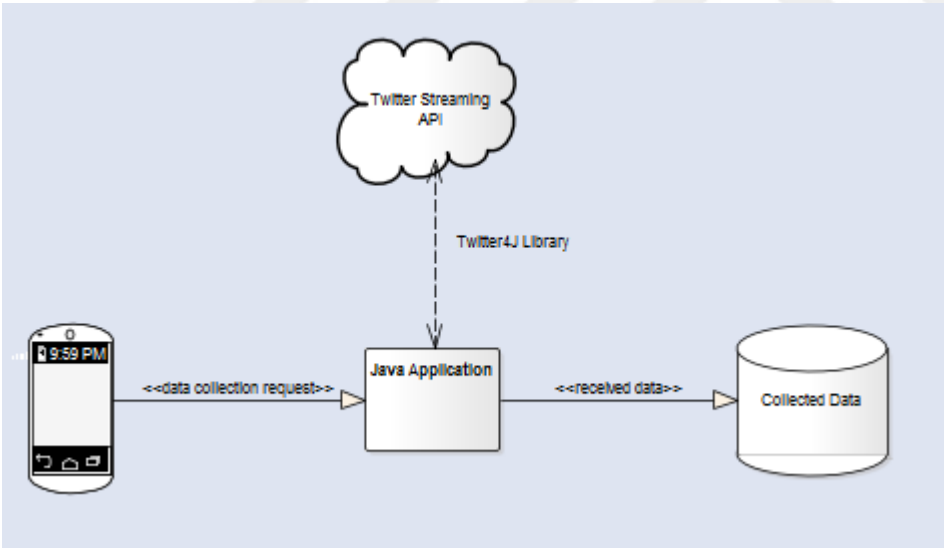 Twitter Streaming
API
Twitter4J Library
9:59 PM
<<data collection request>>
Java Application
<<received data>>
Collected Data